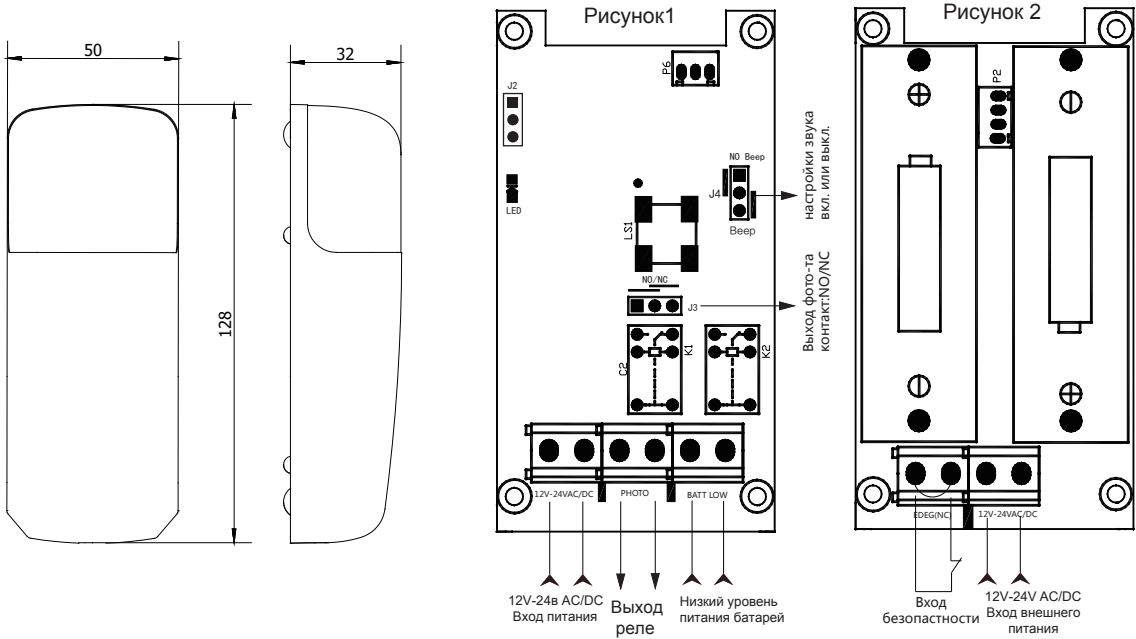 50
32
128
Рисунок1
P6
J2
LED
NO Beep
J4
Beep
настройки звука
вкл. или выкл.
LS1
NO/NC
J3
Выход фото-та
контакт:NO/NC
C2
K1
K2
12V-24VAC/DC
PHOTO
BATT LOW
12V-24в AC/DC
Вход питания
Выход
реле
Низкий уровень
питания батарей
Рисунок 2
P2
EDEG(NC)
12V-24VAC/DC
Вход
безопастности
12V-24V AC/DC
Вход внешнего
питания